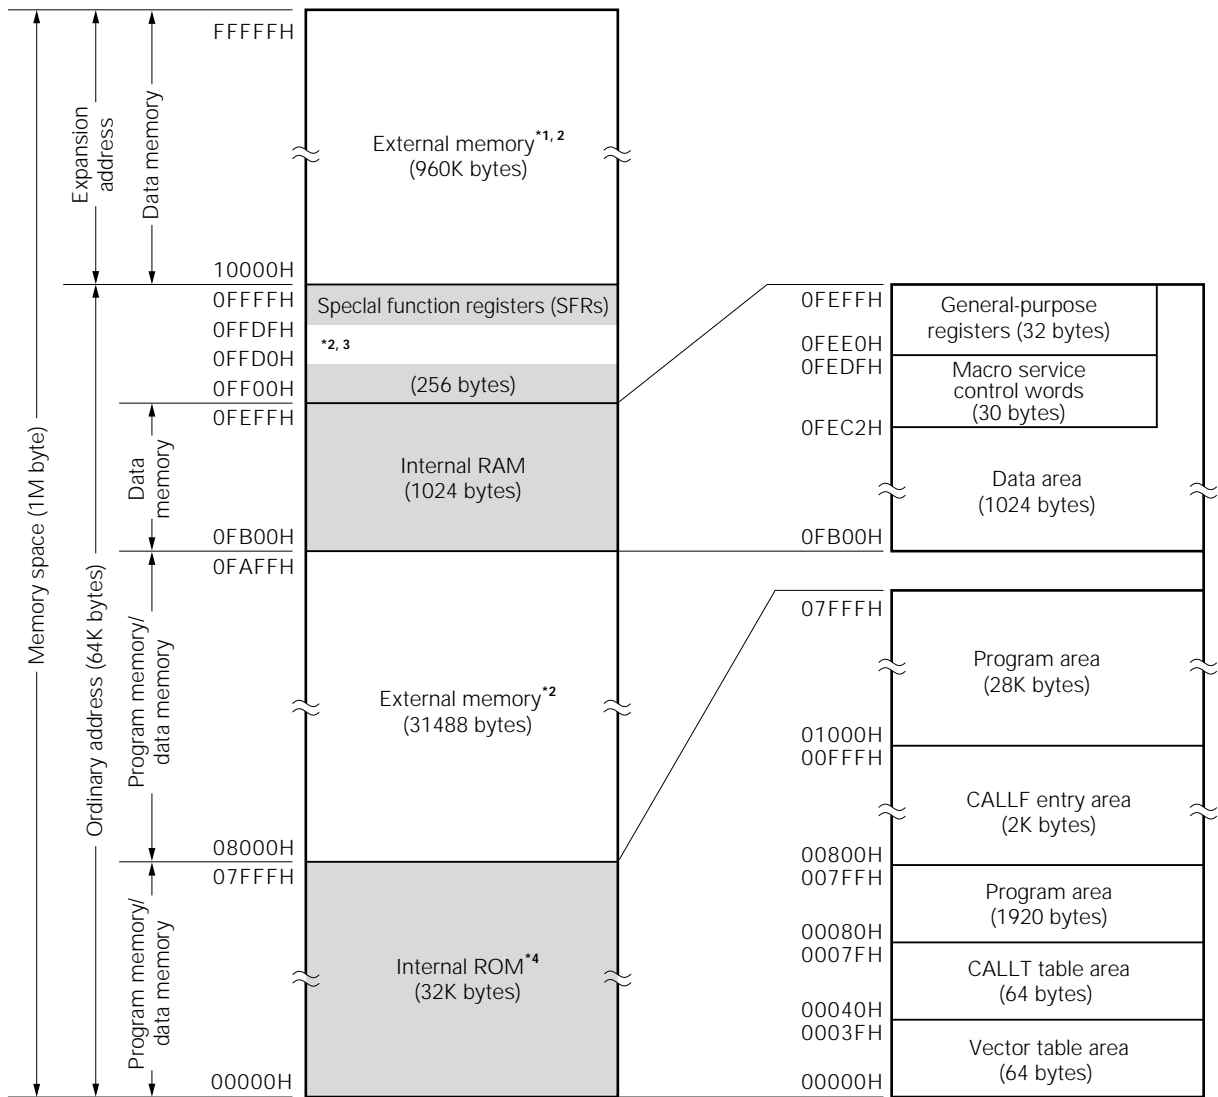 Memory space (1M byte)
Expansion
address
Ordinary address (64K bytes)
Data memory
Data
memory
Program memory/
data memory
Program memory/
data memory
FFFFFH
10000H
0FFFFH
0FFDFH
0FFD0H
0FF00H
0FEFFH
0FB00H
0FAFFH
08000H
07FFFH
00000H
External memory*1, 2
(960K bytes)
Special function registers (SFRs)
*2, 3
(256 bytes)
Internal RAM
(1024 bytes)
External memory*2
(31488 bytes)
Internal ROM*4
(32K bytes)
0FEFFH
0FEE0H
0FEDFH
0FEC2H
0FB00H
General-purpose
registers (32 bytes)
Macro service
control words
(30 bytes)
Data area
(1024 bytes)
07FFFH
01000H
00FFFH
00800H
007FFH
00080H
0007FH
00040H
0003FH
00000H
Program area
(28K bytes)
CALLF entry area
(2K bytes)
Program area
(1920 bytes)
CALLT table area
(64 bytes)
Vector table area
(64 bytes)